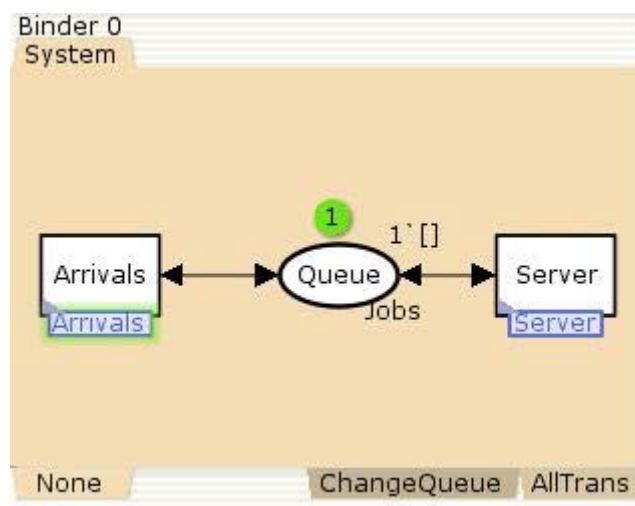 Binder 0
System
1
1`[]
Arrivals
Queue
Server
Jobs
Arrivals
Server
None
ChangeQueue
AllTrans